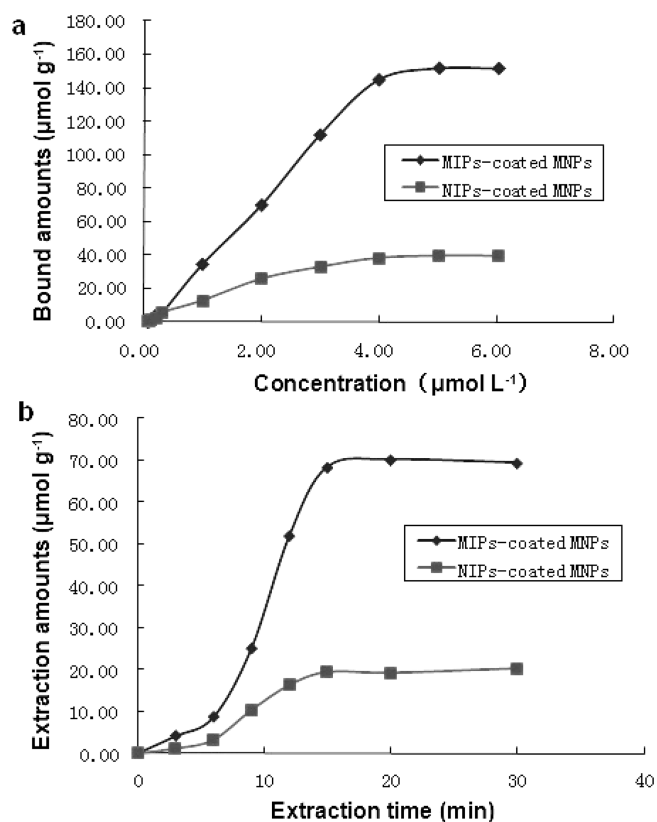 a
180.00
160.00
140.00
120.00
100.00
80.00
60.00
40.00
20.00
0.00
Bound amounts (µmol g-1)
MIPs-coated MNPs
NIPs-coated MNPs
0.00 2.00 4.00 6.00 8.00
Concentration (µmol L-1)
b
80.00
70.00
60.00
50.00
40.00
30.00
20.00
10.00
0.00
Extraction amounts (µmol g-1)
MIPs-coated MNPs
NIPs-coated MNPs
0 10 20 30 40
Extraction time (min)